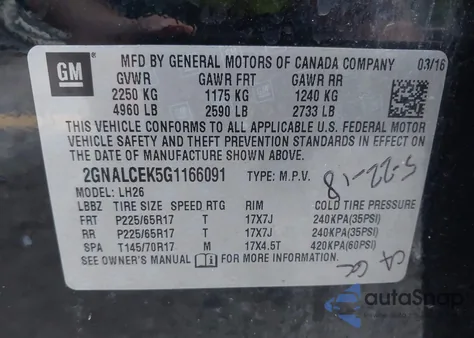 GM
MFD BY GENERAL MOTORS OF CANADA COMPANY 03/16
GVWR GAWR FRT GAWR RR
2250 KG 1175 KG 1240 KG
4960 LB 2590 LB 2733 LB
THIS VEHICLE CONFORMS TO ALL APPLICABLE U.S. FEDERAL MOTOR
VEHICLE SAFETY AND THEFT PREVENTION STANDARDS IN EFFECT ON
THE DATE OF MANUFACTURE SHOWN ABOVE.
2GNALCEK5G1166091 TYPE: M.P.V.
5-22-18
MODEL: LH26
LBBZ TIRE SIZE SPEED RTG RIM COLD TIRE PRESSURE
FRT P225/65R17 T 17X7J 240KPA(35PSI)
RR P225/65R17 T 17X7J 240KPA(35PSI)
SPA T145/70R17 M 17X4.5T 420KPA(60PSI)
SEE OWNER'S MANUAL FOR MORE INFORMATION
autaSnap